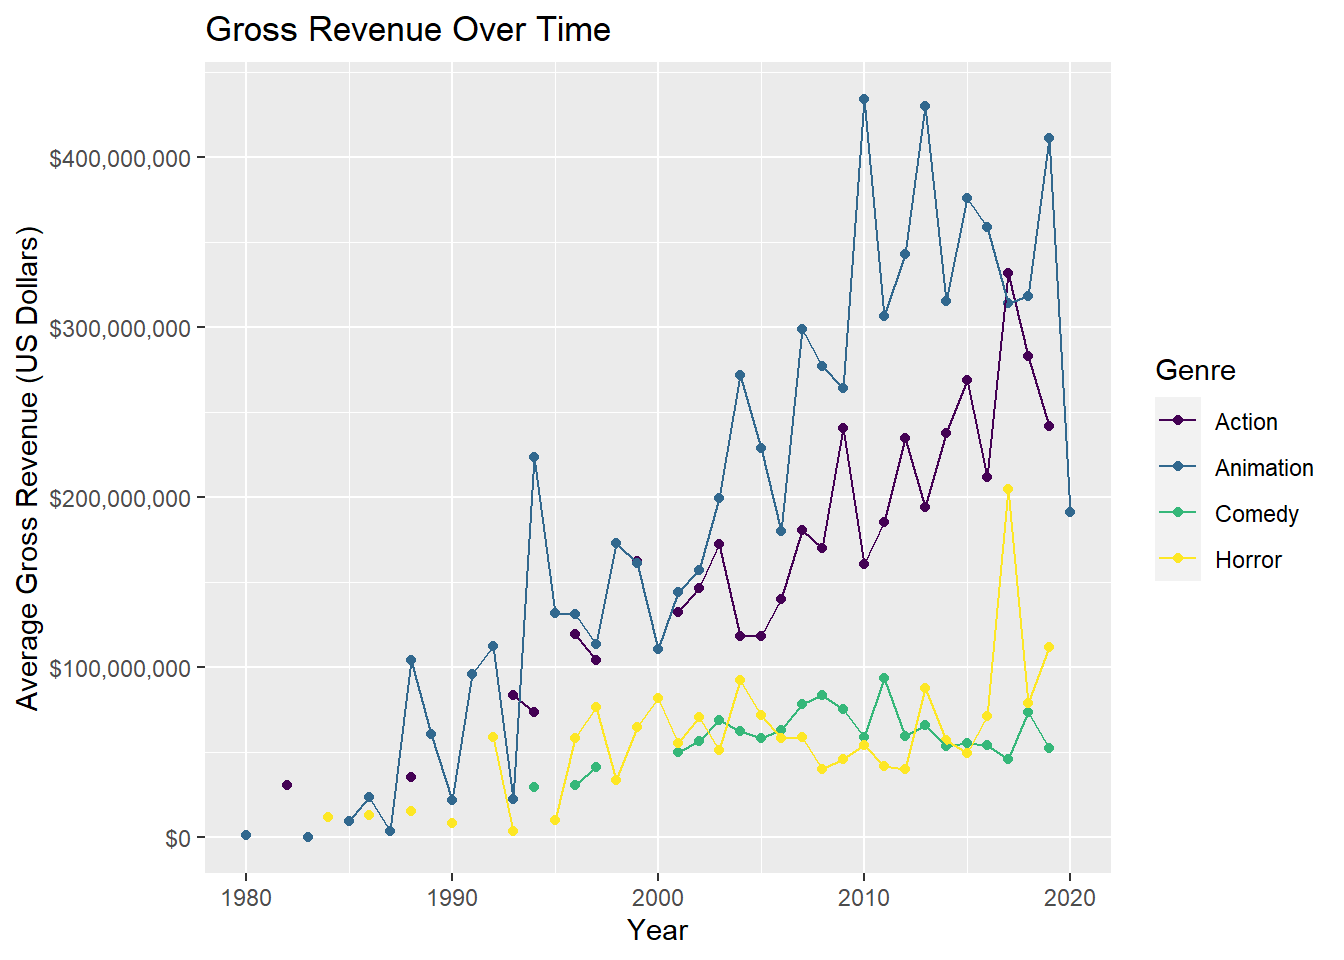 Gross Revenue Over Time
Average Gross Revenue (US Dollars)
$400,000,000
$300,000,000
$200,000,000
$100,000,000
$0
1980
1990
2000
2010
2020
Year
Genre
Action
Animation
Comedy
Horror